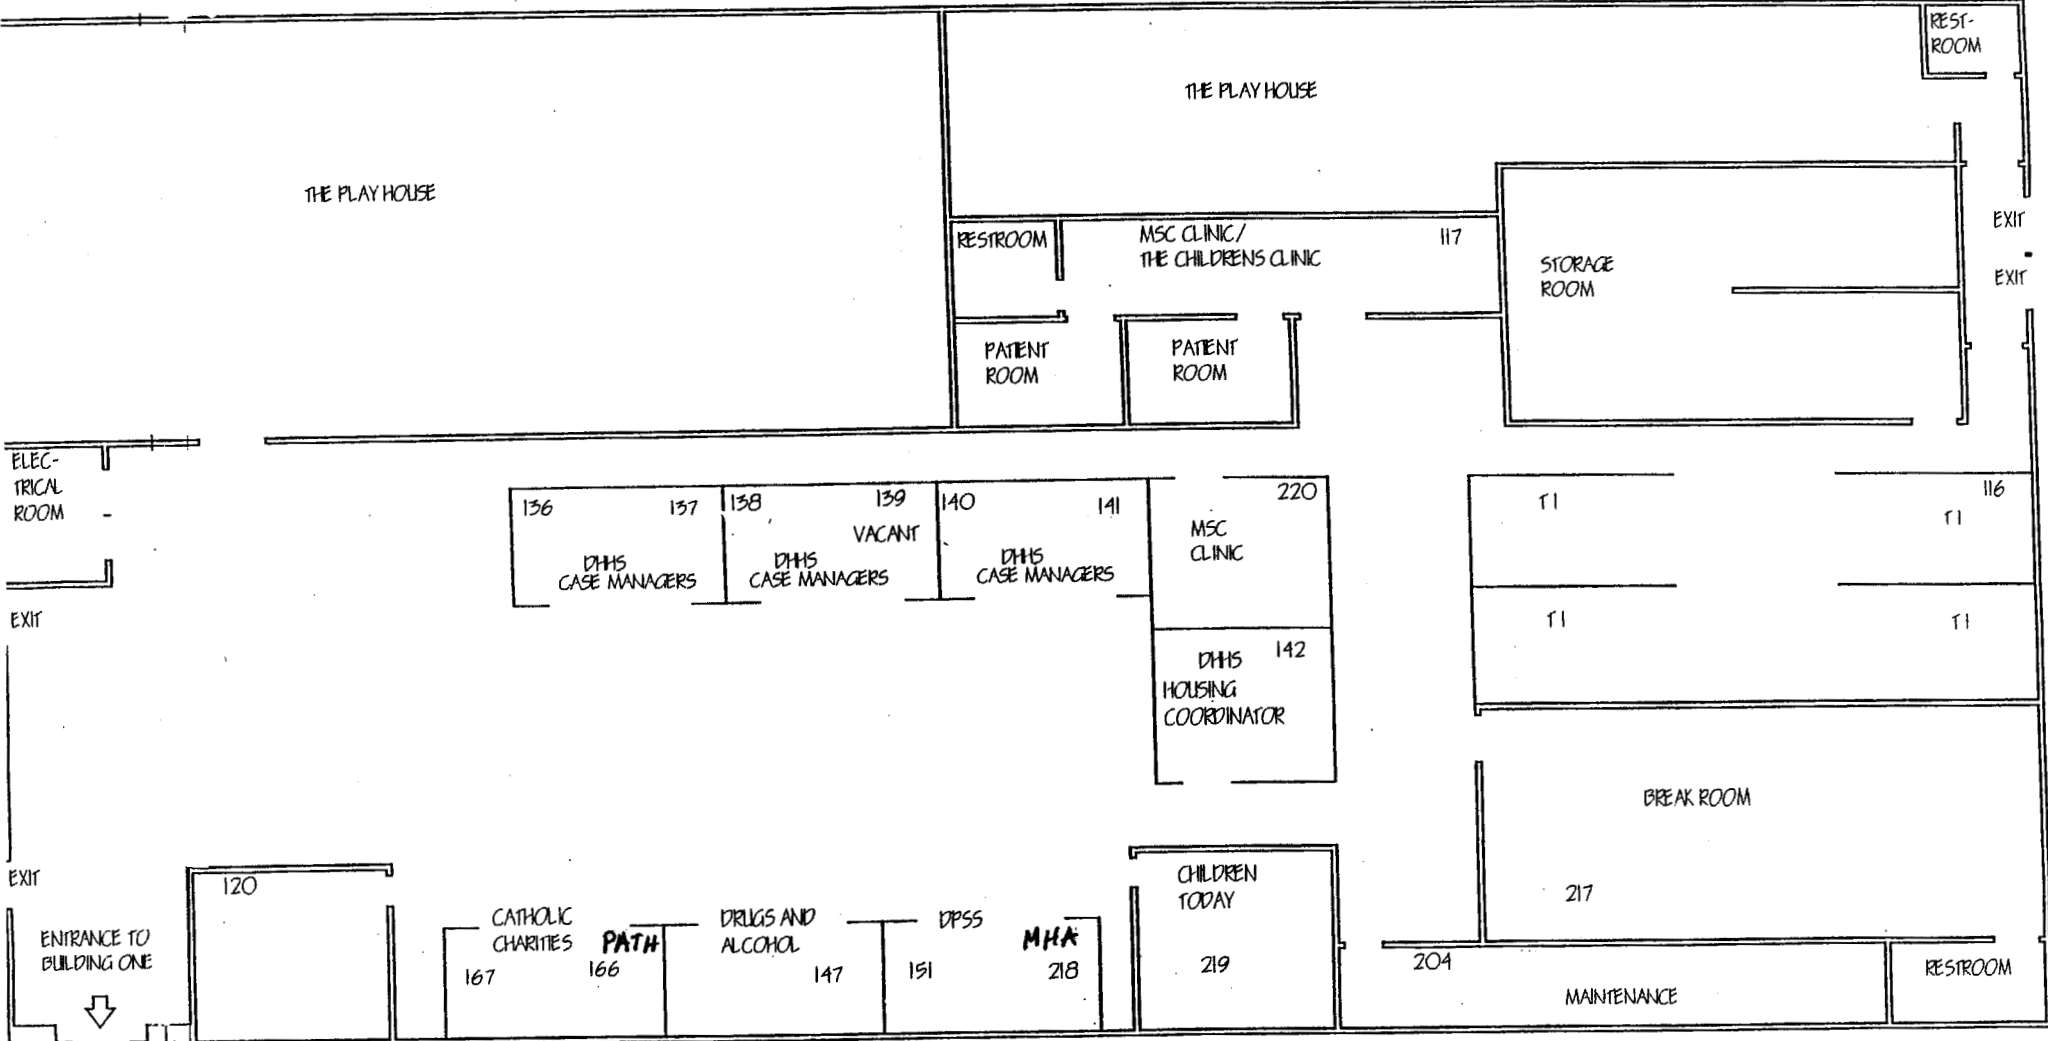 REST-
ROOM
THE PLAY HOUSE
THE PLAY HOUSE
RESTROOM
MSC CLINIC/
THE CHILDRENS CLINIC
117
STORAGE
ROOM
EXIT
EXIT
PATIENT
ROOM
PATIENT
ROOM
ELEC-
TRICAL
ROOM
EXIT
136
137
DHHS
CASE MANAGERS
138
139
VACANT
DHHS
CASE MANAGERS
140
141
DHHS
CASE MANAGERS
220
MSC
CLINIC
142
DHHS
HOUSING
COORDINATOR
T1
116
T1
T1
T1
BREAK ROOM
217
EXIT
ENTRANCE TO
BUILDING ONE
120
CATHOLIC
CHARITIES
PATH
167
166
DRUGS AND
ALCOHOL
147
DPSS
MHA
151
218
CHILDREN
TODAY
219
204
MAINTENANCE
RESTROOM